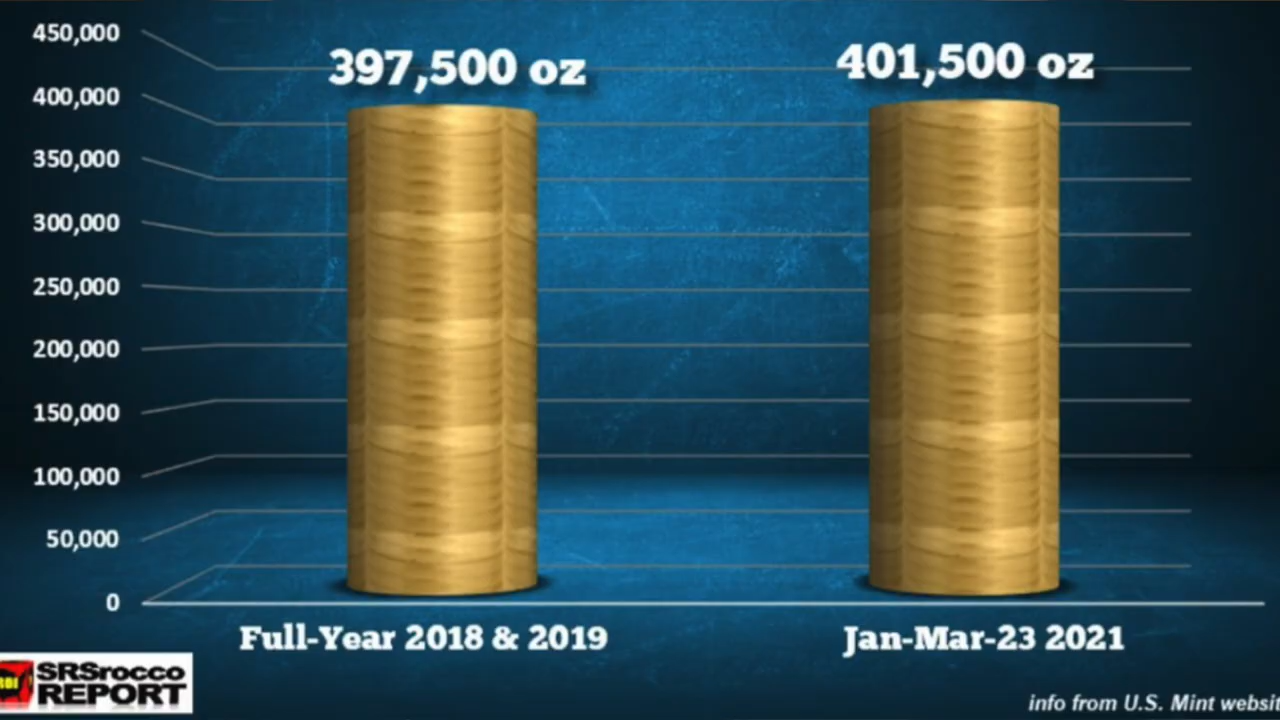 450,000
400,000
350,000
300,000
250,000
200,000
150,000
100,000
50,000
0
397,500 oz
401,500 oz
Full-Year 2018 & 2019
Jan-Mar-23 2021
ROI
SRSrocco
REPORT
info from U.S. Mint websit